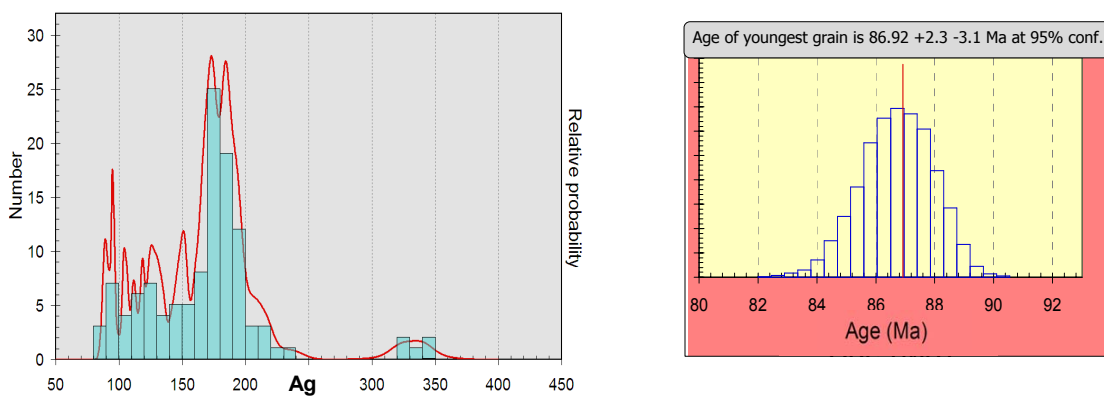 30
25
20
15
10
5
0
Number
50 100 150 200 Ag 300 350 400 450
Relative probability
Age of youngest grain is 86.92 +2.3 -3.1 Ma at 95% conf.
80 82 84 86 88 90 92
Age (Ma)